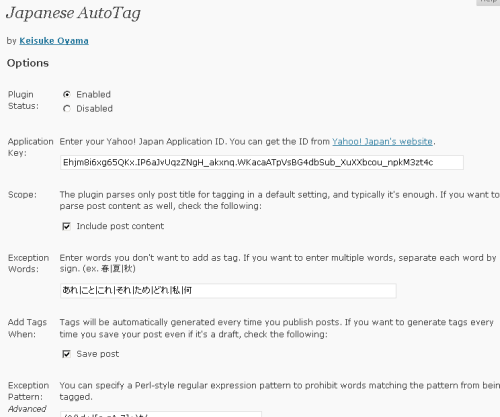 Help
Japanese AutoTag
by Keisuke Oyama
Options
Plugin Status:
Enabled
Disabled
Application Key:
Enter your Yahoo! Japan Application ID. You can get the ID from Yahoo! Japan's website.
Ehjm8i6xg65QKx.IP6aJvUqzZNgH_akxnq.WKacaATpVsBG4dbSub_XuXXbcou_npkM3zt4c
Scope:
The plugin parses only post title for tagging in a default setting, and typically it's enough. If you want to
parse post content as well, check the following:
Include post content
Exception Words:
Enter words you don't want to add as tag. If you want to enter multiple words, separate each word by
sign. (ex. 春|夏|秋)
あれ|こと|これ|それ|ため|どれ|私|何
Add Tags When:
Tags will be automatically generated every time you publish posts. If you want to generate tags every
time you save your post even if it's a draft, check the following:
Save post
Exception Pattern:
Advanced
You can specify a Perl-style regular expression pattern to prohibit words matching the pattern from bein
tagged.